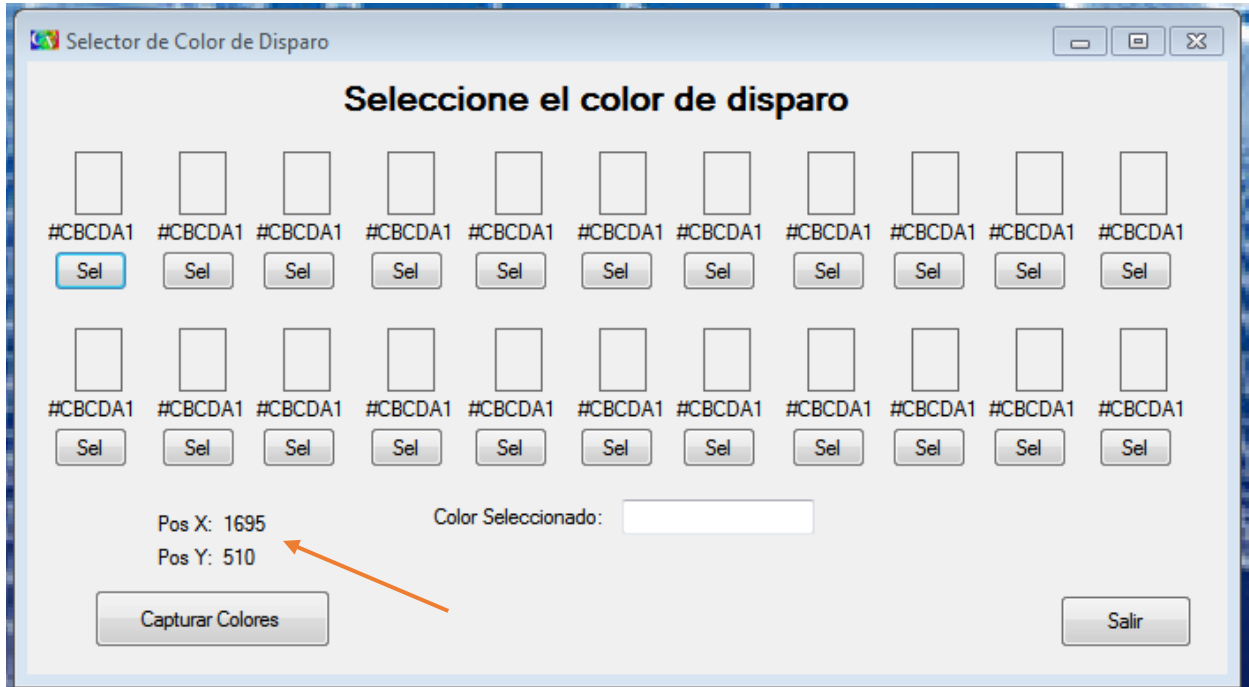 Selector de Color de Disparo
Seleccione el color de disparo
#CBCDA1 #CBCDA1 #CBCDA1 #CBCDA1 #CBCDA1 #CBCDA1 #CBCDA1 #CBCDA1 #CBCDA1 #CBCDA1 #CBCDA1
Sel Sel Sel Sel Sel Sel Sel Sel Sel Sel Sel
#CBCDA1 #CBCDA1 #CBCDA1 #CBCDA1 #CBCDA1 #CBCDA1 #CBCDA1 #CBCDA1 #CBCDA1 #CBCDA1 #CBCDA1
Sel Sel Sel Sel Sel Sel Sel Sel Sel Sel Sel
Pos X: 1695 Color Seleccionado:
Pos Y: 510
Capturar Colores Salir